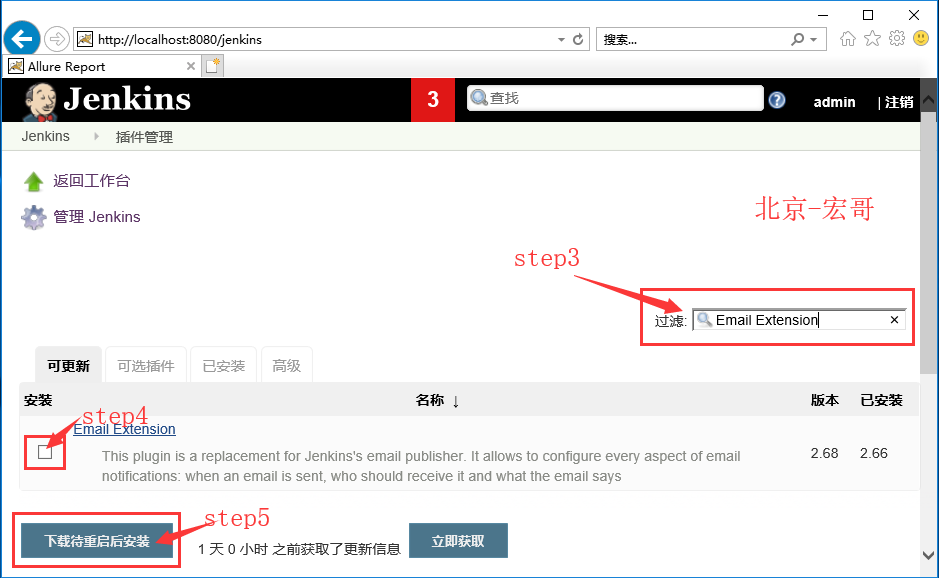 http://localhost:8080/jenkins
搜索...
Allure Report
Jenkins
3
查找
admin
| 注销
Jenkins
插件管理
返回工作台
管理 Jenkins
北京-宏哥
step3
过滤:
Email Extension
可更新
可选插件
已安装
高级
安装
名称 ↓
版本
已安装
step4
Email Extension
This plugin is a replacement for Jenkins's email publisher. It allows to configure every aspect of email
notifications: when an email is sent, who should receive it and what the email says
2.68
2.66
step5
下载待重启后安装
1 天 0 小时 之前获取了更新信息
立即获取